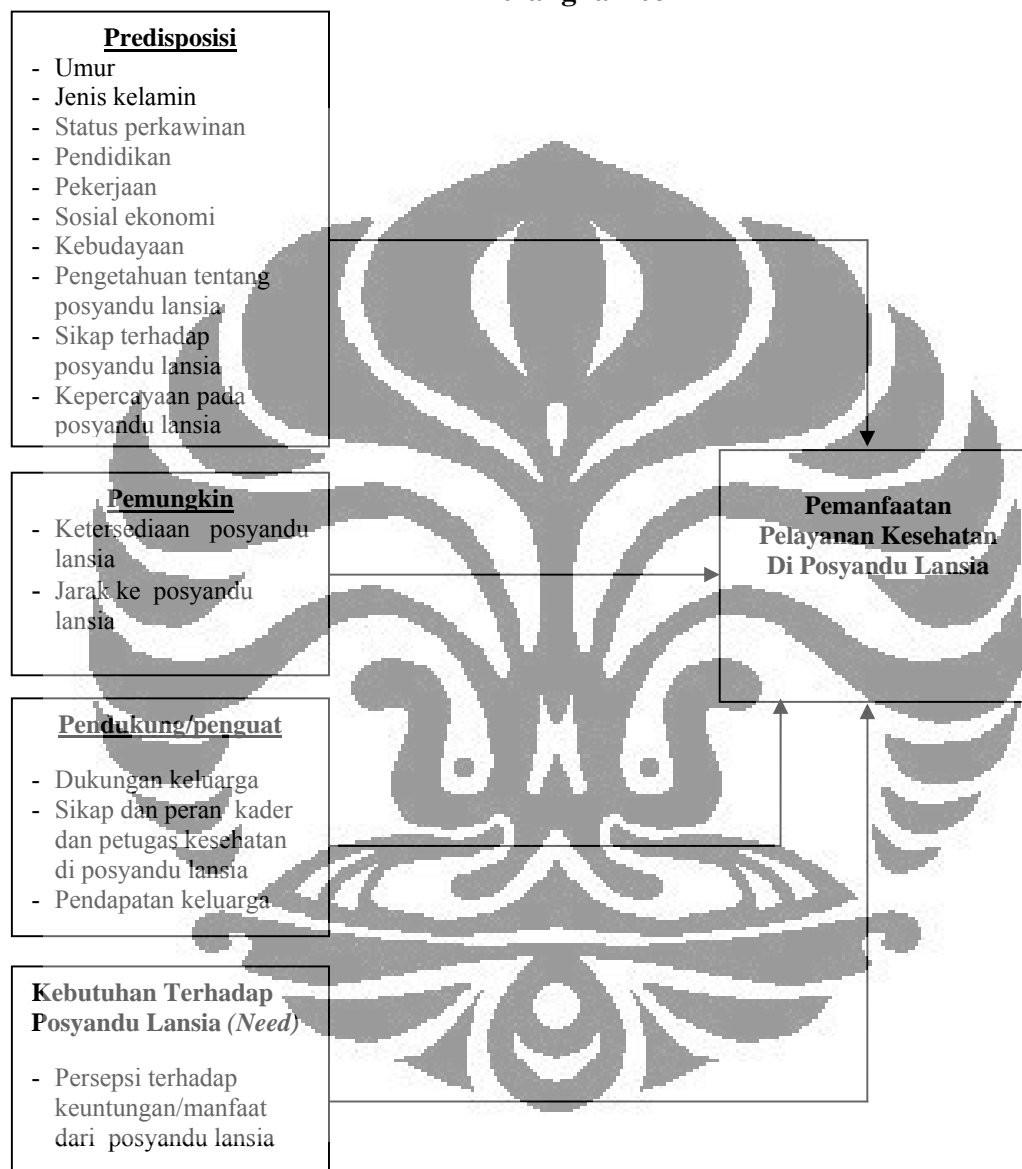 Predisposisi
- Umur
- Jenis kelamin
- Status perkawinan
- Pendidikan
- Pekerjaan
- Sosial ekonomi
- Kebudayaan
- Pengetahuan tentang
posyandu lansia
- Sikap terhadap
posyandu lansia
- Kepercayaan pada
posyandu lansia
Pemungkin
- Ketersediaan posyandu
lansia
- Jarak ke posyandu
lansia
Pendukung/penguat
- Dukungan keluarga
- Sikap dan peran kader
dan petugas kesehatan
di posyandu lansia
- Pendapatan keluarga
Kebutuhan Terhadap
Posyandu Lansia (Need)
- Persepsi terhadap
keuntungan/manfaat
dari posyandu lansia
Pemanfaatan
Pelayanan Kesehatan
Di Posyandu Lansia